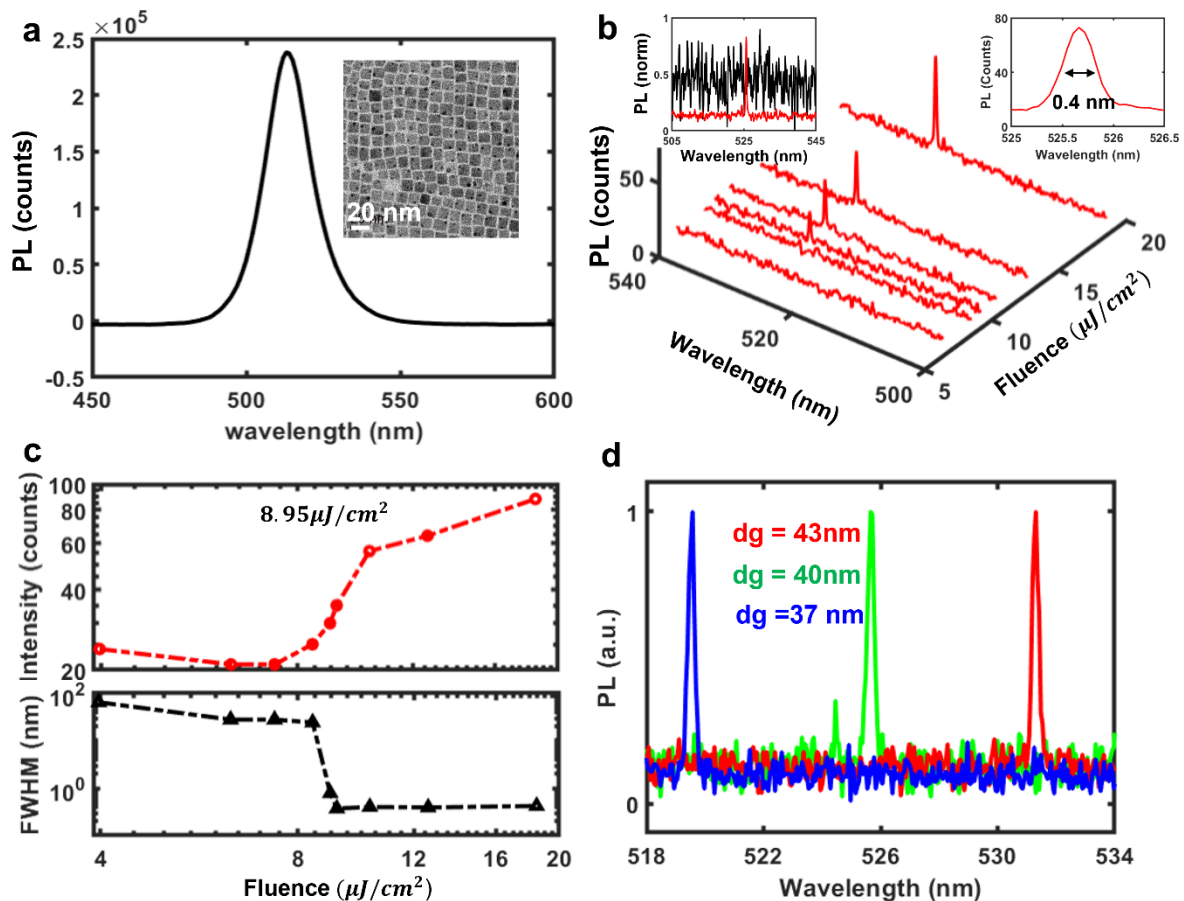 a
×10⁵
2.5
2
1.5
1
0.5
0
-0.5
PL (counts)
20 nm
450
500
550
600
wavelength (nm)
b
1
0.5
0
PL (norm)
505
525
545
Wavelength (nm)
80
60
40
20
0
PL (Counts)
0.4 nm
525
525.5
526
526.5
Wavelength (nm)
50
0
PL (counts)
540
520
500
Wavelength (nm)
5
10
15
20
Fluence (μJ/cm²)
c
100
80
60
40
20
Intensity (counts)
8.95μJ/cm²
10²
10⁰
FWHM (nm)
4
8
12
16
20
Fluence (μJ/cm²)
d
1
0
PL (a.u.)
dg = 43nm
dg = 40nm
dg =37 nm
518
522
526
530
534
Wavelength (nm)